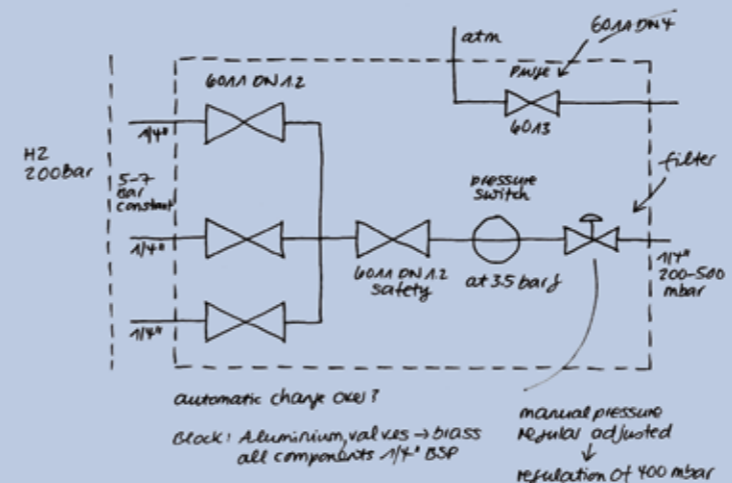 atm
6011 DN4
6011 DN 1.2
purge
6013
1/4"
H2
200 Bar
5-7
Bar
constant
filter
pressure
switch
1/4"
6011 DN 1.2
safety
at 3.5 barg
1/4"
200-500
mbar
1/4"
automatic change over?
Block: Aluminium, valves → brass
all components 1/4" BSP
manual pressure
regular adjusted
↓
regulation of 400 mbar